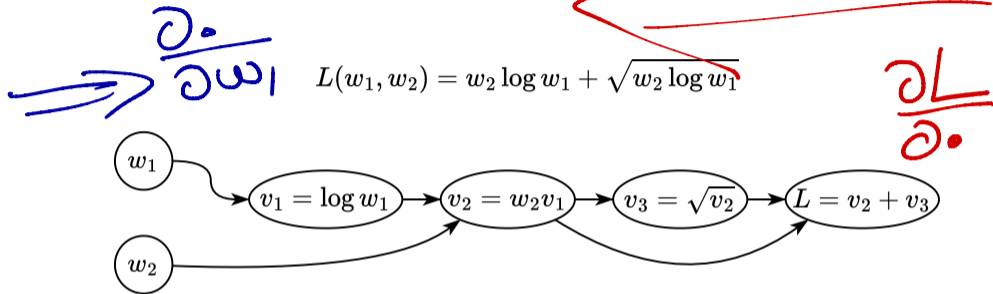 ∂•
∂w₁
L(w₁, w₂) = w₂ log w₁ + √(w₂ log w₁)
∂L
∂•
w₁
v₁ = log w₁
v₂ = w₂v₁
v₃ = √v₂
L = v₂ + v₃
w₂